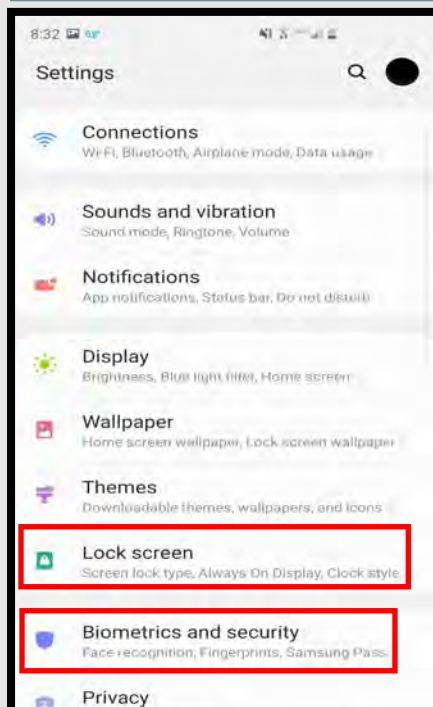 8:32
Settings
Connections
Wi-Fi, Bluetooth, Airplane mode, Data usage
Sounds and vibration
Sound mode, Ringtone, Volume
Notifications
App notifications, Status bar, Do not disturb
Display
Brightness, Blue light filter, Home screen
Wallpaper
Home screen wallpaper, Lock screen wallpaper
Themes
Downloadable themes, wallpapers, and icons
Lock screen
Screen lock type, Always On Display, Clock style
Biometrics and security
Face recognition, Fingerprints, Samsung Pass
Privacy